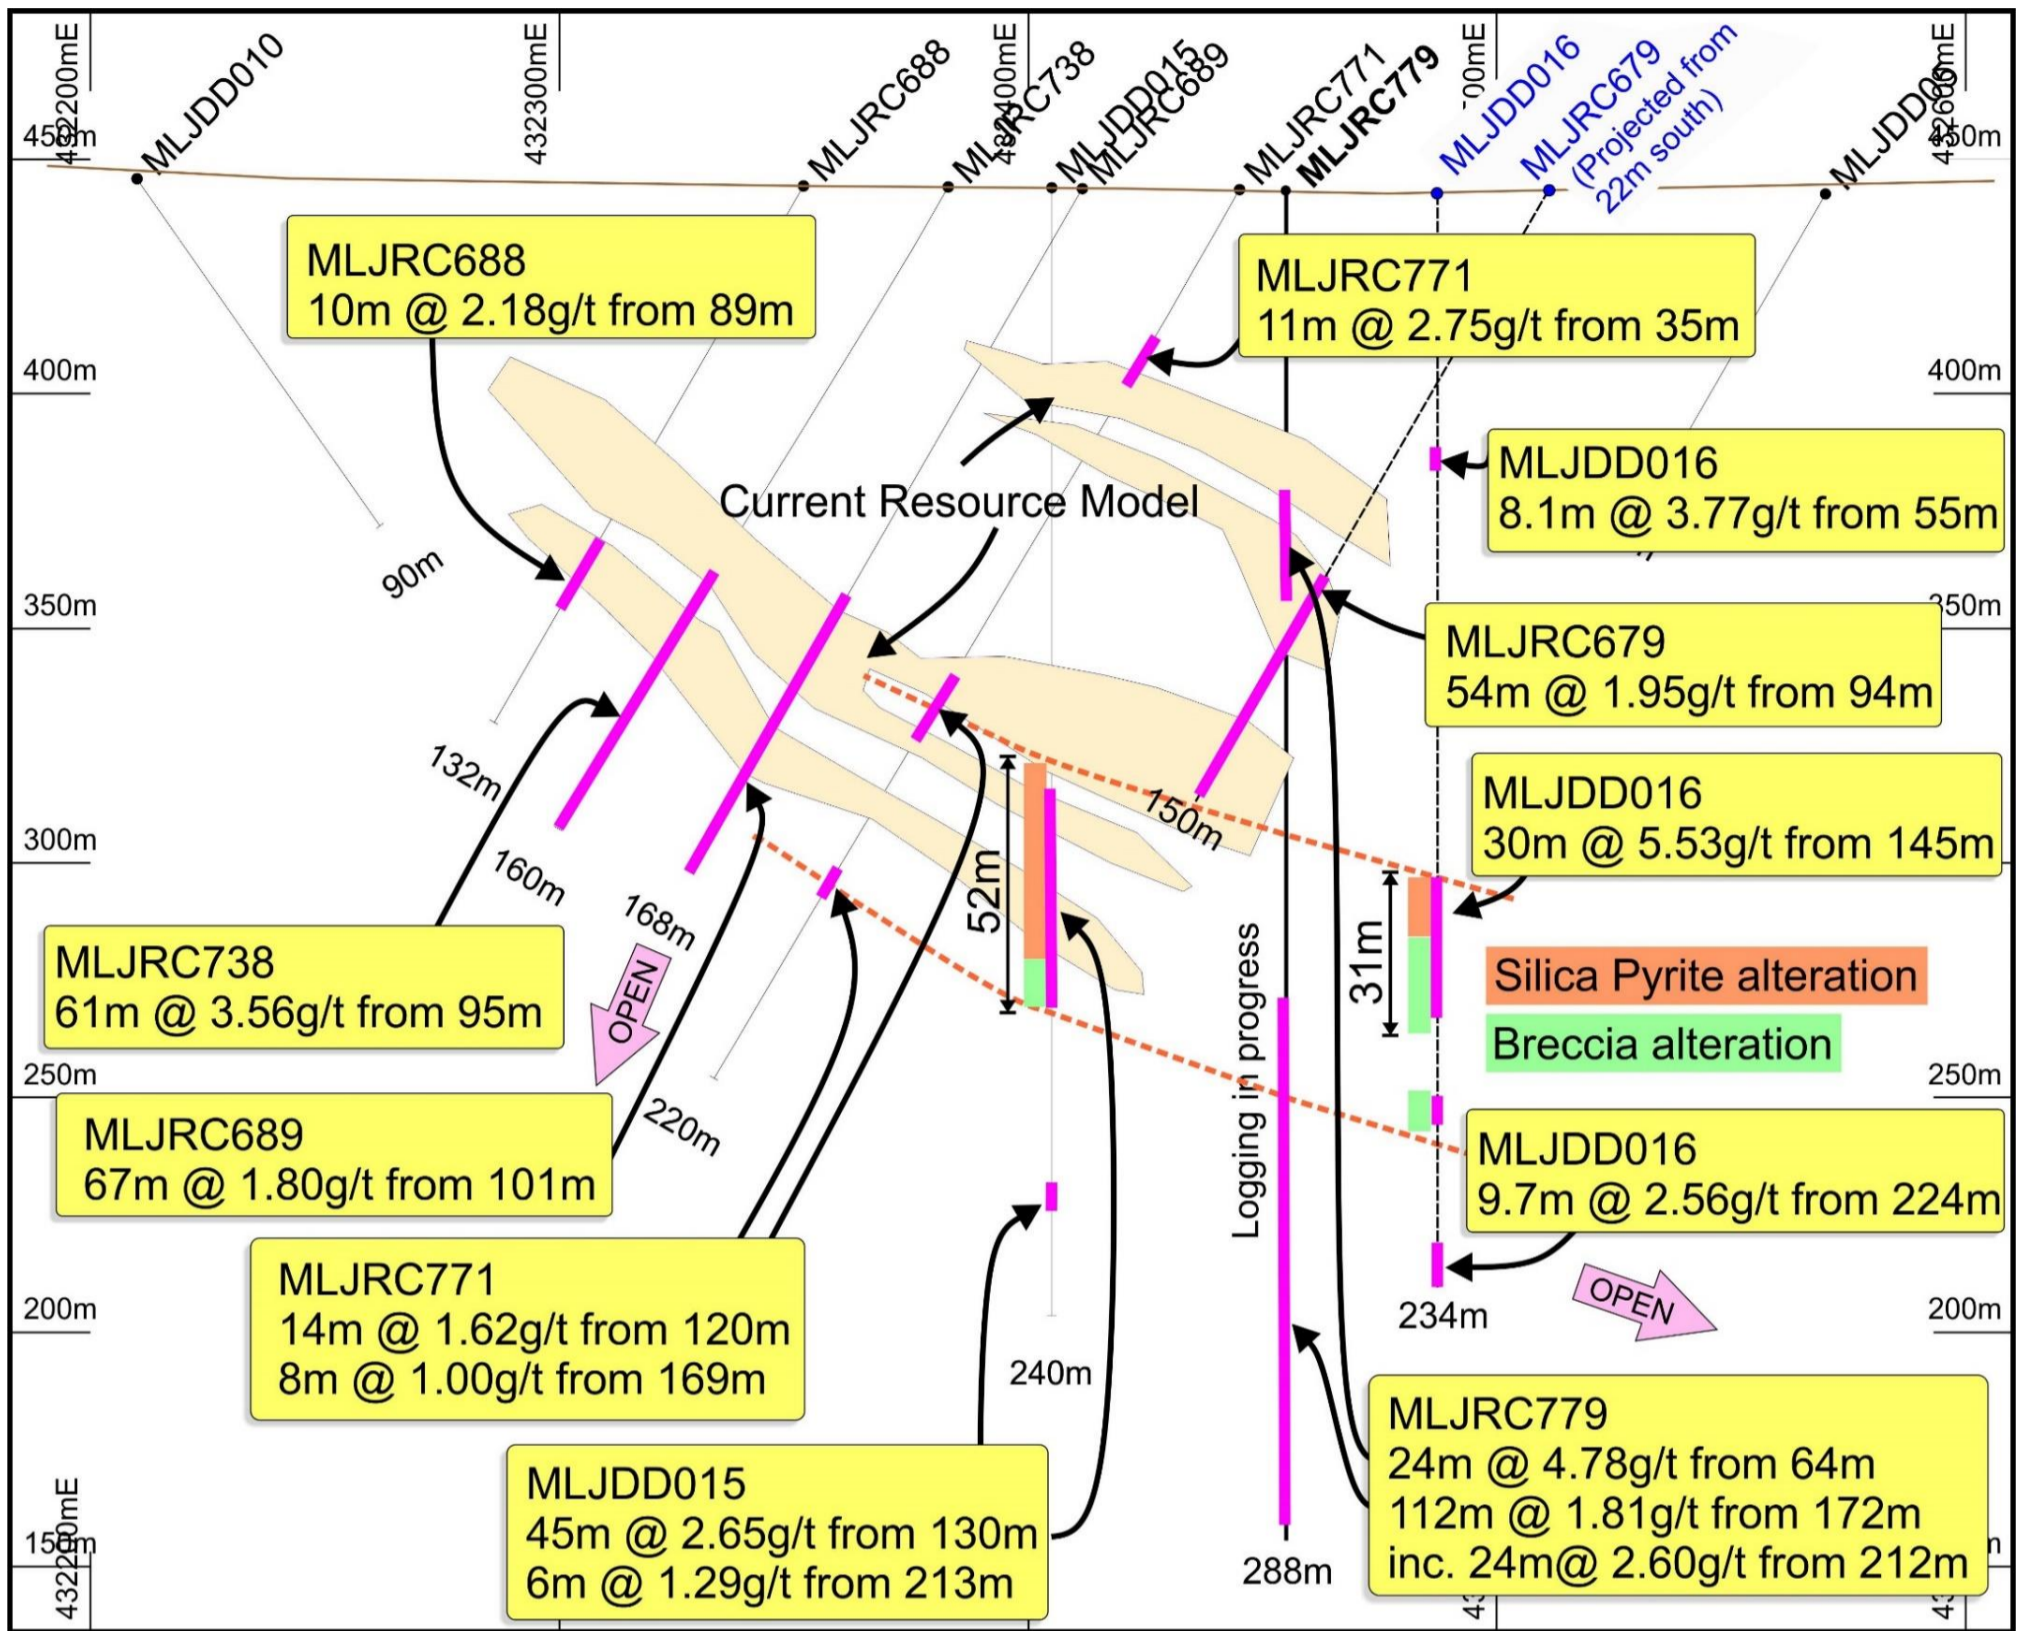 432200mE
432300mE
432400mE
00mE
432600mE
MLJDD010
MLJRC688
MLJRC738
MLJDD015
MLJRC689
MLJRC771
MLJRC779
MLJDD016
MLJRC679
(Projected from
22m south)
450m
450m
MLJRC688
10m @ 2.18g/t from 89m
MLJRC771
11m @ 2.75g/t from 35m
400m
400m
MLJDD016
8.1m @ 3.77g/t from 55m
Current Resource Model
90m
350m
350m
MLJRC679
54m @ 1.95g/t from 94m
132m
150m
MLJDD016
30m @ 5.53g/t from 145m
300m
160m
168m
52m
31m
Silica Pyrite alteration
Breccia alteration
MLJRC738
61m @ 3.56g/t from 95m
OPEN
250m
250m
MLJRC689
67m @ 1.80g/t from 101m
220m
Logging in progress
MLJDD016
9.7m @ 2.56g/t from 224m
MLJRC771
14m @ 1.62g/t from 120m
8m @ 1.00g/t from 169m
OPEN
200m
234m
200m
240m
MLJRC779
24m @ 4.78g/t from 64m
112m @ 1.81g/t from 172m
inc. 24m@ 2.60g/t from 212m
MLJDD015
45m @ 2.65g/t from 130m
6m @ 1.29g/t from 213m
150m
288m
432200mE